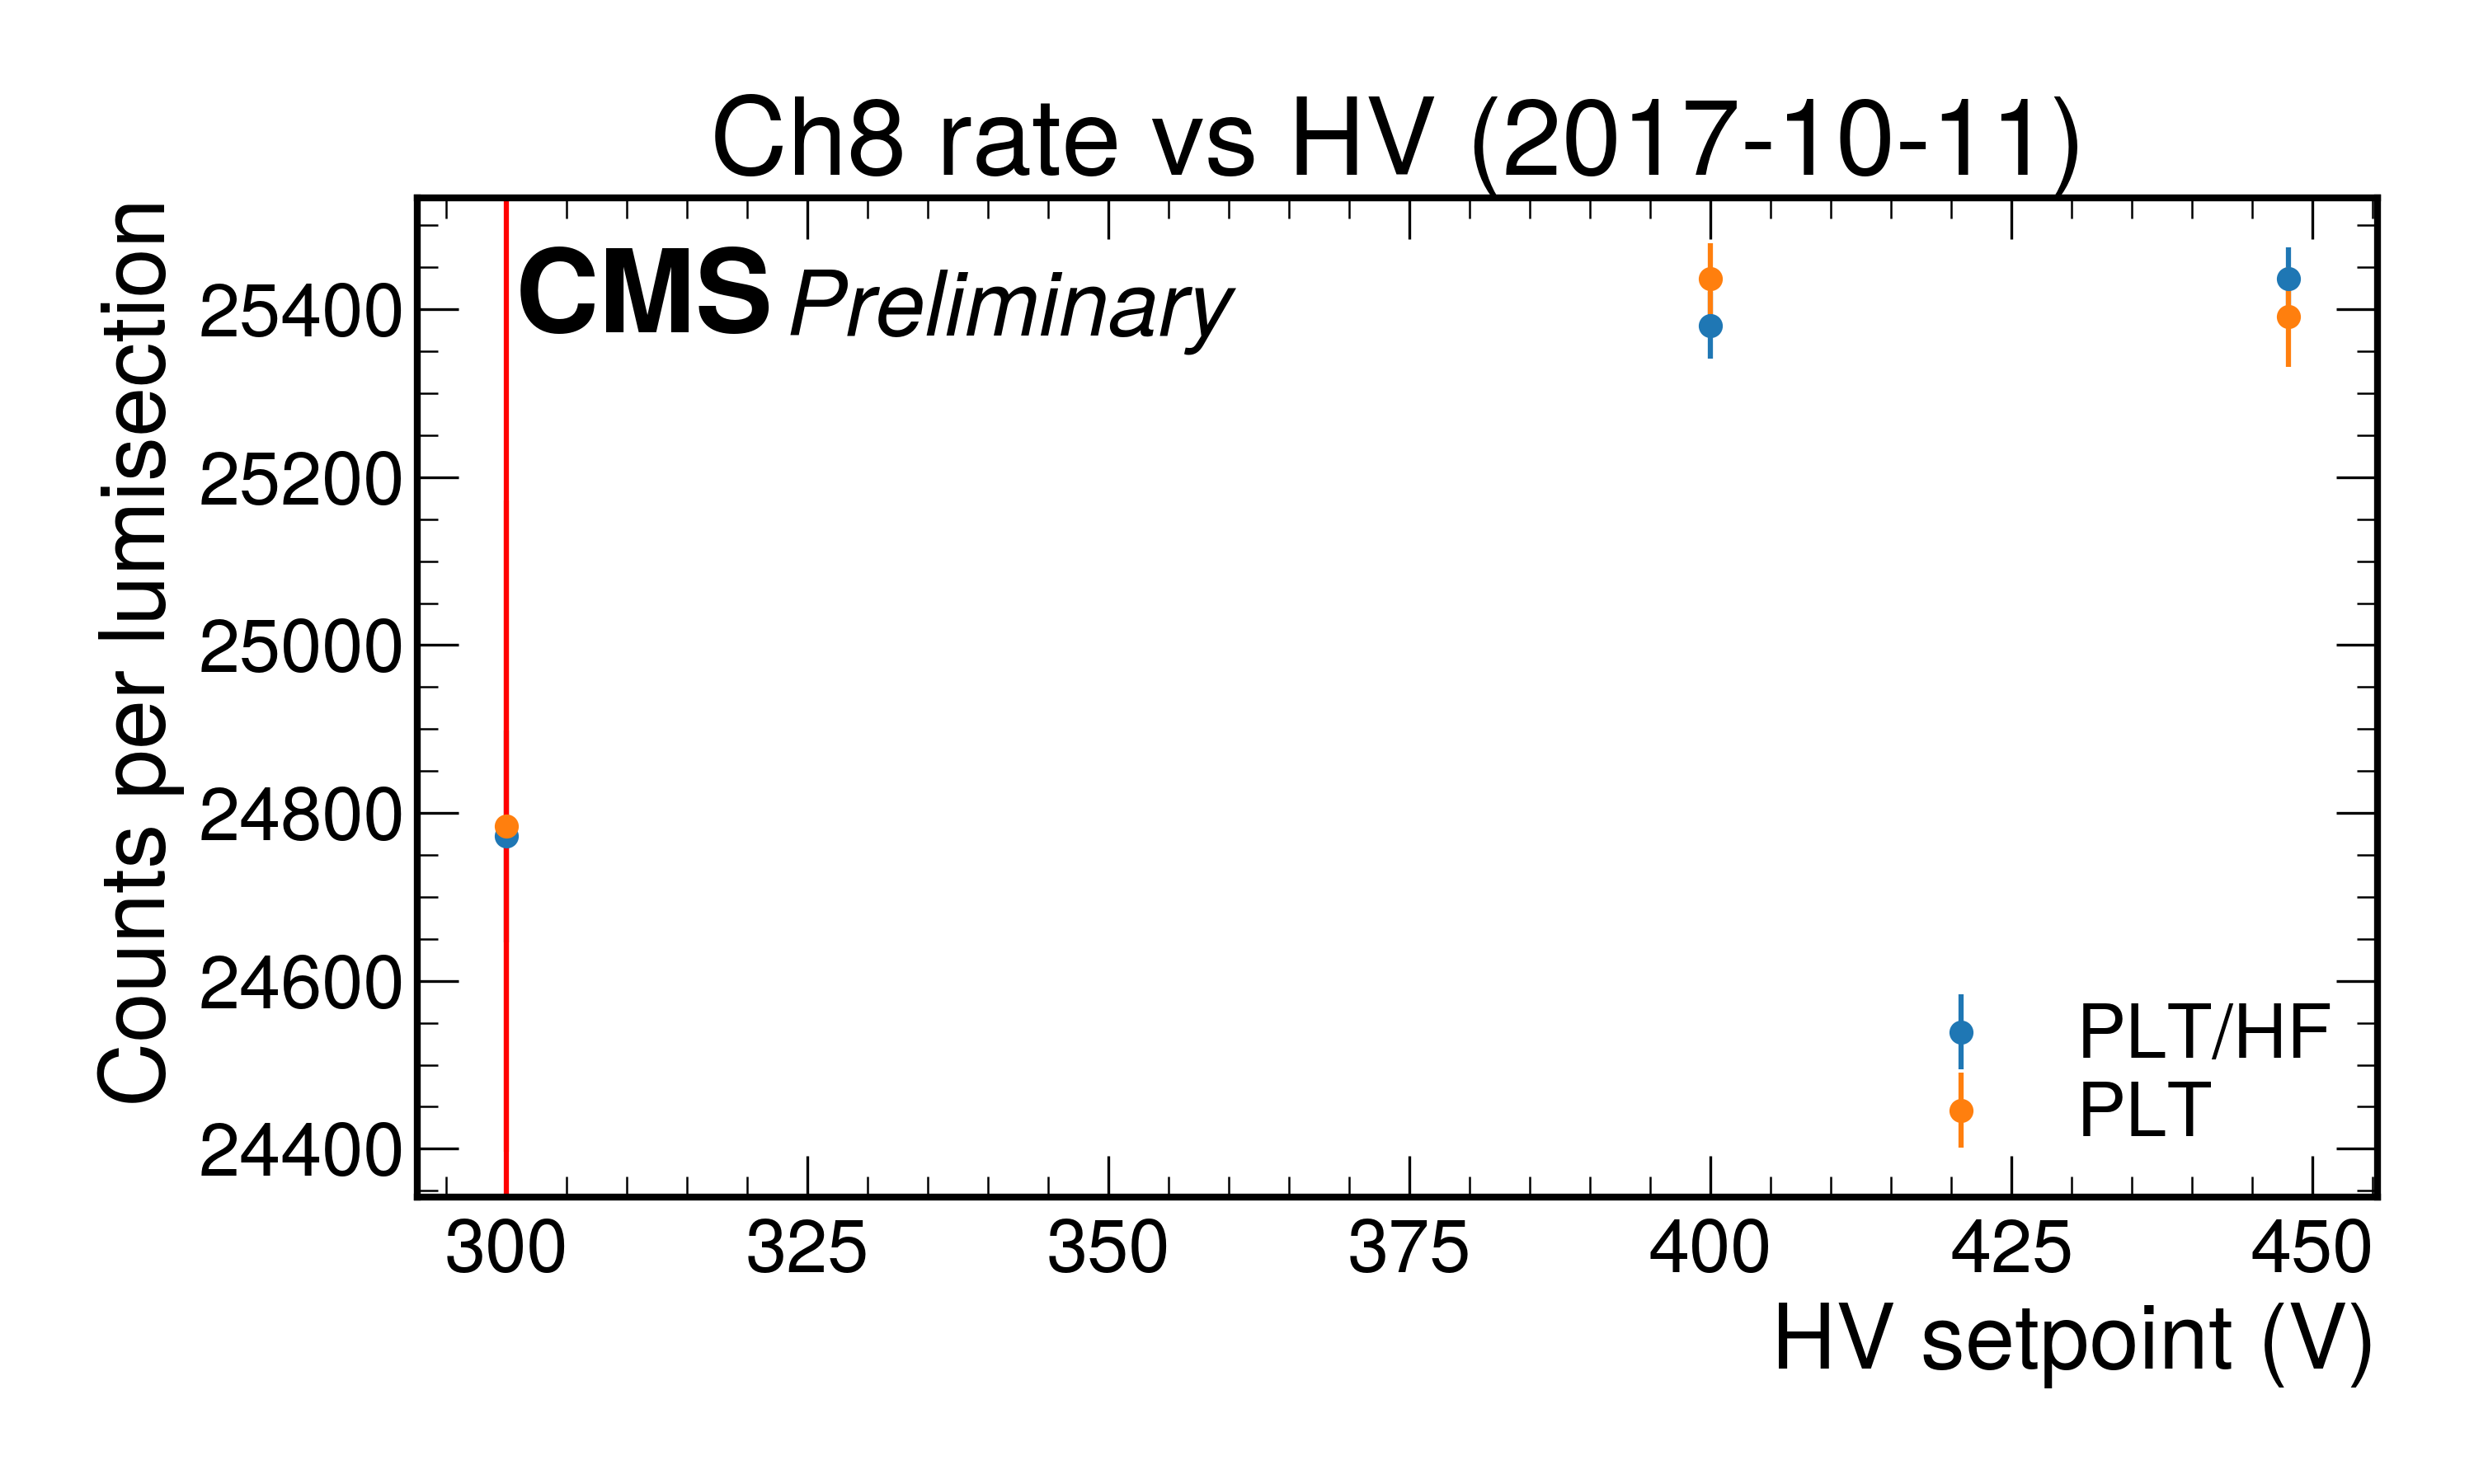 Ch8 rate vs HV (2017-10-11)
CMS Preliminary
Counts per lumisection
25400
25200
25000
24800
24600
24400
PLT/HF
PLT
300 325 350 375 400 425 450
HV setpoint (V)